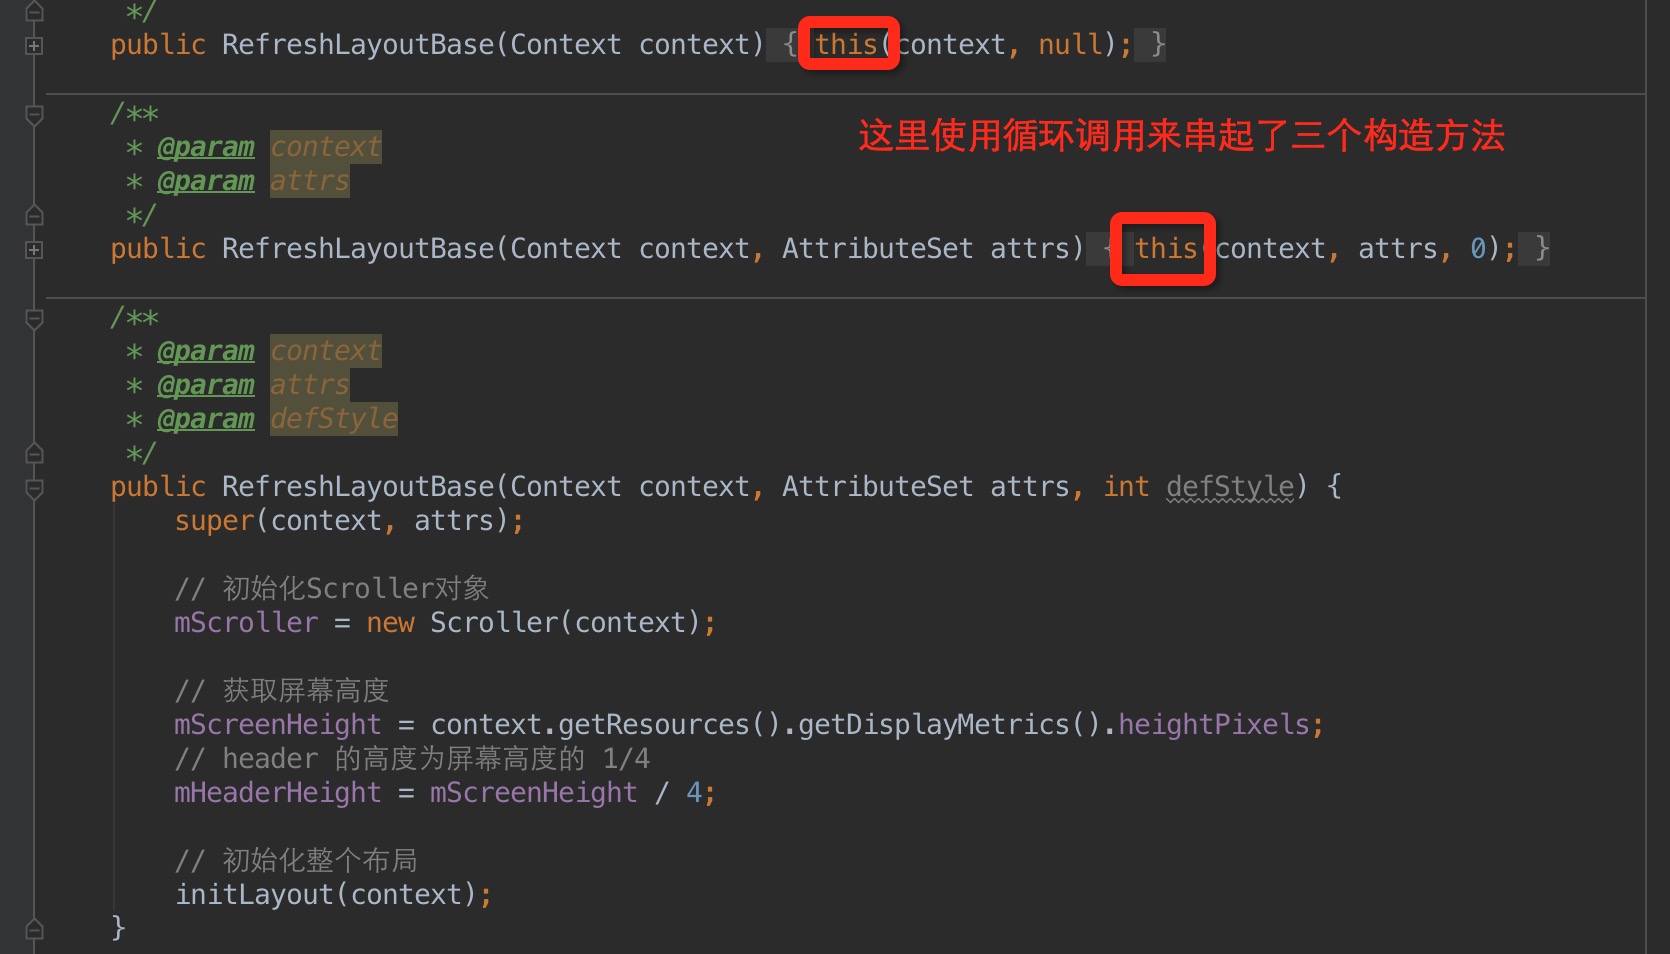 */
public RefreshLayoutBase(Context context) { this(context, null); }
/**
* @param context
这里使用循环调用来串起了三个构造方法
* @param attrs
*/
public RefreshLayoutBase(Context context, AttributeSet attrs) { this(context, attrs, 0); }
/**
* @param context
* @param attrs
* @param defStyle
*/
public RefreshLayoutBase(Context context, AttributeSet attrs, int defStyle) {
super(context, attrs);
// 初始化Scroller对象
mScroller = new Scroller(context);
// 获取屏幕高度
mScreenHeight = context.getResources().getDisplayMetrics().heightPixels;
// header 的高度为屏幕高度的 1/4
mHeaderHeight = mScreenHeight / 4;
// 初始化整个布局
initLayout(context);
}